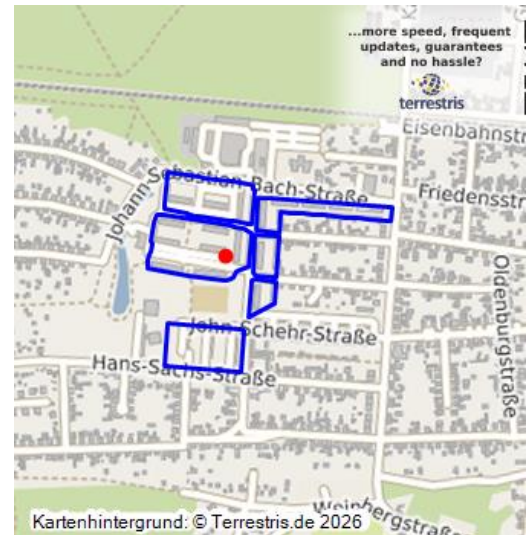 ...more speed, frequent
updates, guarantees
and no hassle?
terrestris
Eisenbahnstr
Johann-Sebastian-Bach-Straße
Friedensstr
Oldenburgstraße
John-Schehr-Straße
Hans-Sachs-Straße
Weinbergstraße
Kartenhintergrund: © Terrestris.de 2026